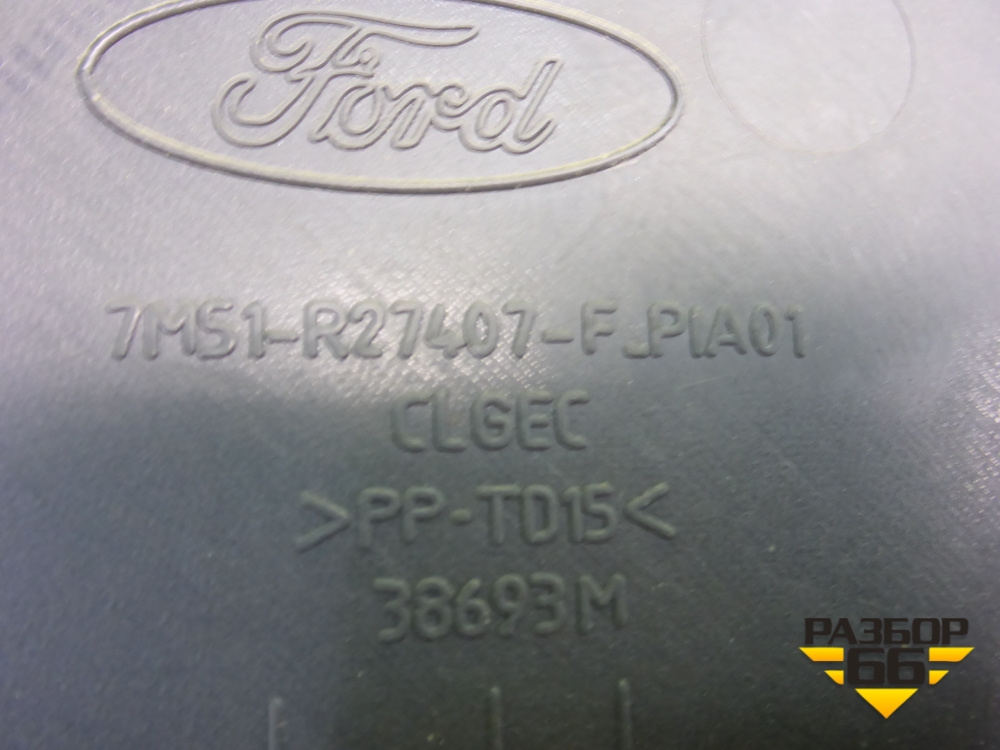 Ford
7M51-R27407-F_PIA01
CLGEC
>PP-TD15<
38693M
РАЗБОР
66